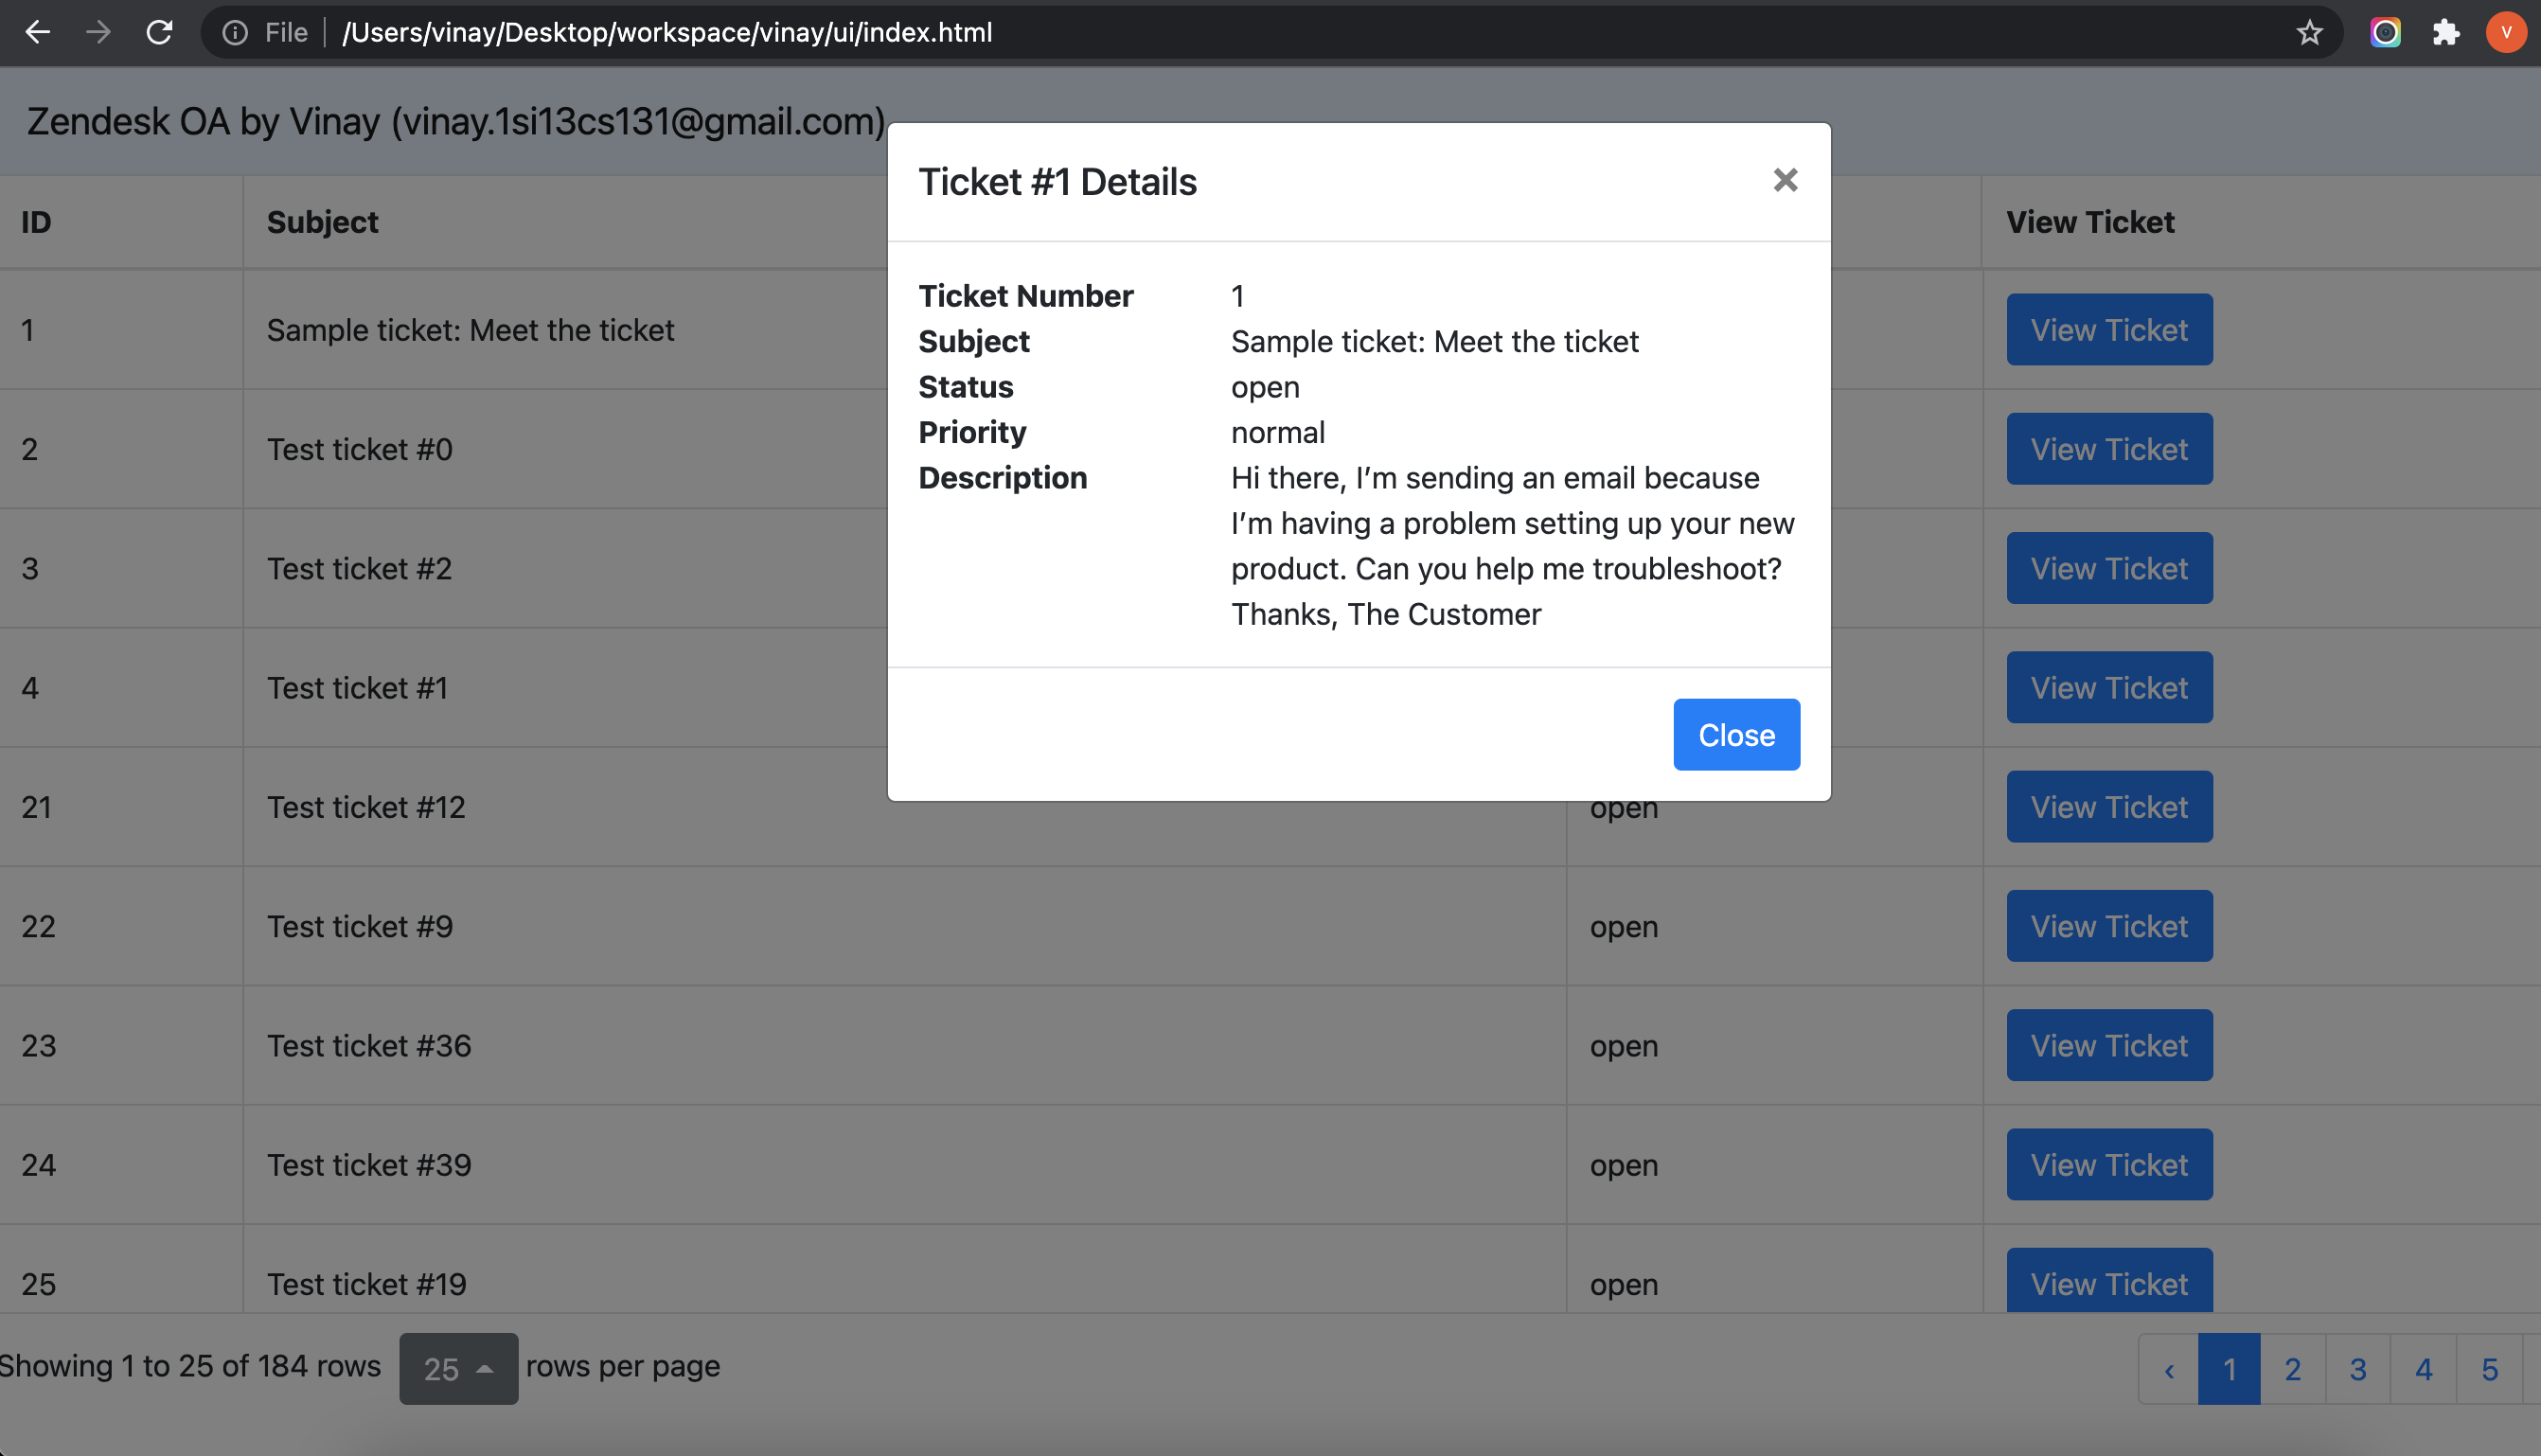 File /Users/vinay/Desktop/workspace/vinay/ui/index.html
V
Zendesk OA by Vinay (vinay.1si13cs131@gmail.com)
ID Subject View Ticket
1 Sample ticket: Meet the ticket View Ticket
2 Test ticket #0 View Ticket
3 Test ticket #2 View Ticket
4 Test ticket #1 View Ticket
21 Test ticket #12 open View Ticket
22 Test ticket #9 open View Ticket
23 Test ticket #36 open View Ticket
24 Test ticket #39 open View Ticket
25 Test ticket #19 open View Ticket
Showing 1 to 25 of 184 rows 25 rows per page
‹ 1 2 3 4 5
Ticket #1 Details ×
Ticket Number 1
Subject Sample ticket: Meet the ticket
Status open
Priority normal
Description Hi there, I’m sending an email because
I’m having a problem setting up your new
product. Can you help me troubleshoot?
Thanks, The Customer
Close